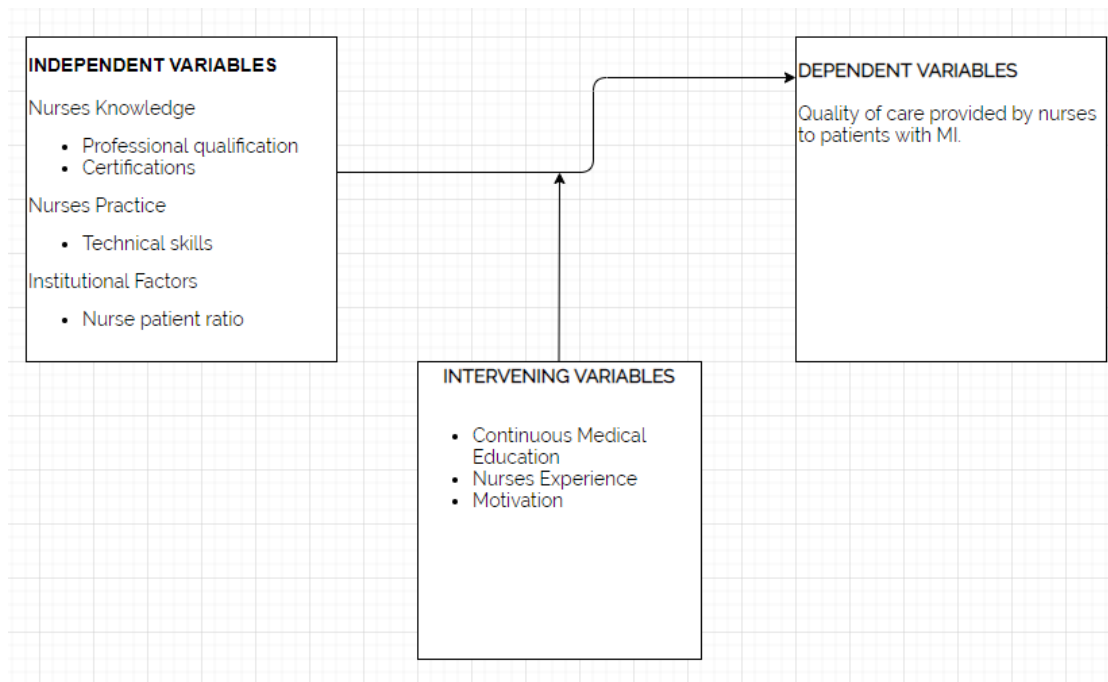 INDEPENDENT VARIABLES
Nurses Knowledge
• Professional qualification
• Certifications
Nurses Practice
• Technical skills
Institutional Factors
• Nurse patient ratio
DEPENDENT VARIABLES
Quality of care provided by nurses
to patients with MI.
INTERVENING VARIABLES
• Continuous Medical
Education
• Nurses Experience
• Motivation